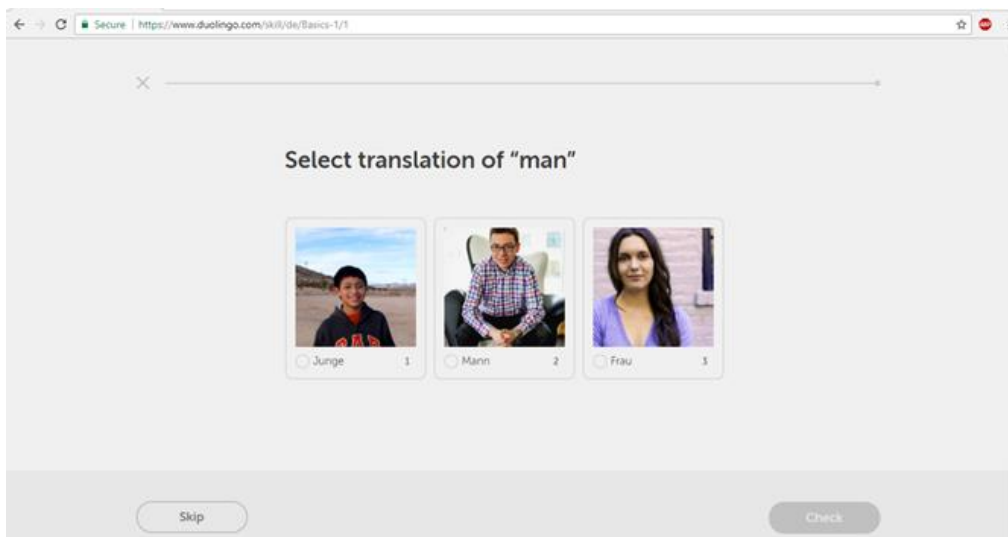 Secure | https://www.duolingo.com/skill/de/Basics-1/1
Select translation of “man”
Junge 1
Mann 2
Frau 3
Skip
Check